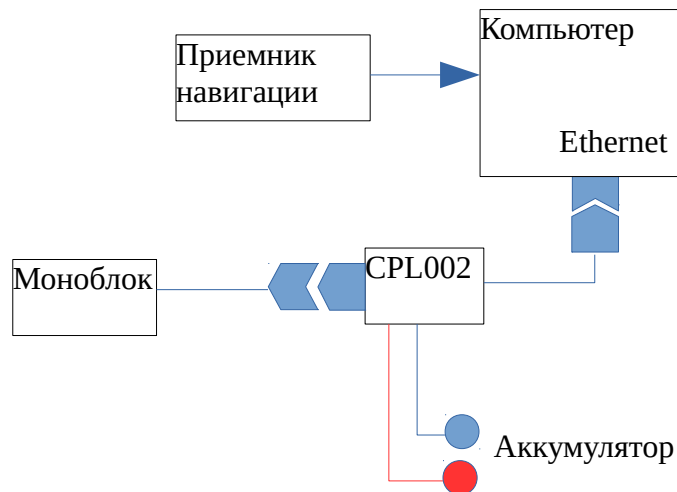 Компьютер
Приемник
навигации
Ethernet
Моноблок
CPL002
Аккумулятор